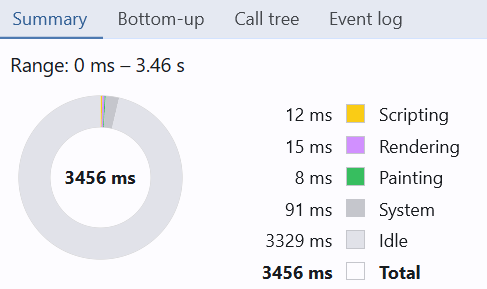 Summary Bottom-up Call tree Event log
Range: 0 ms – 3.46 s
3456 ms
12 ms Scripting
15 ms Rendering
8 ms Painting
91 ms System
3329 ms Idle
3456 ms Total